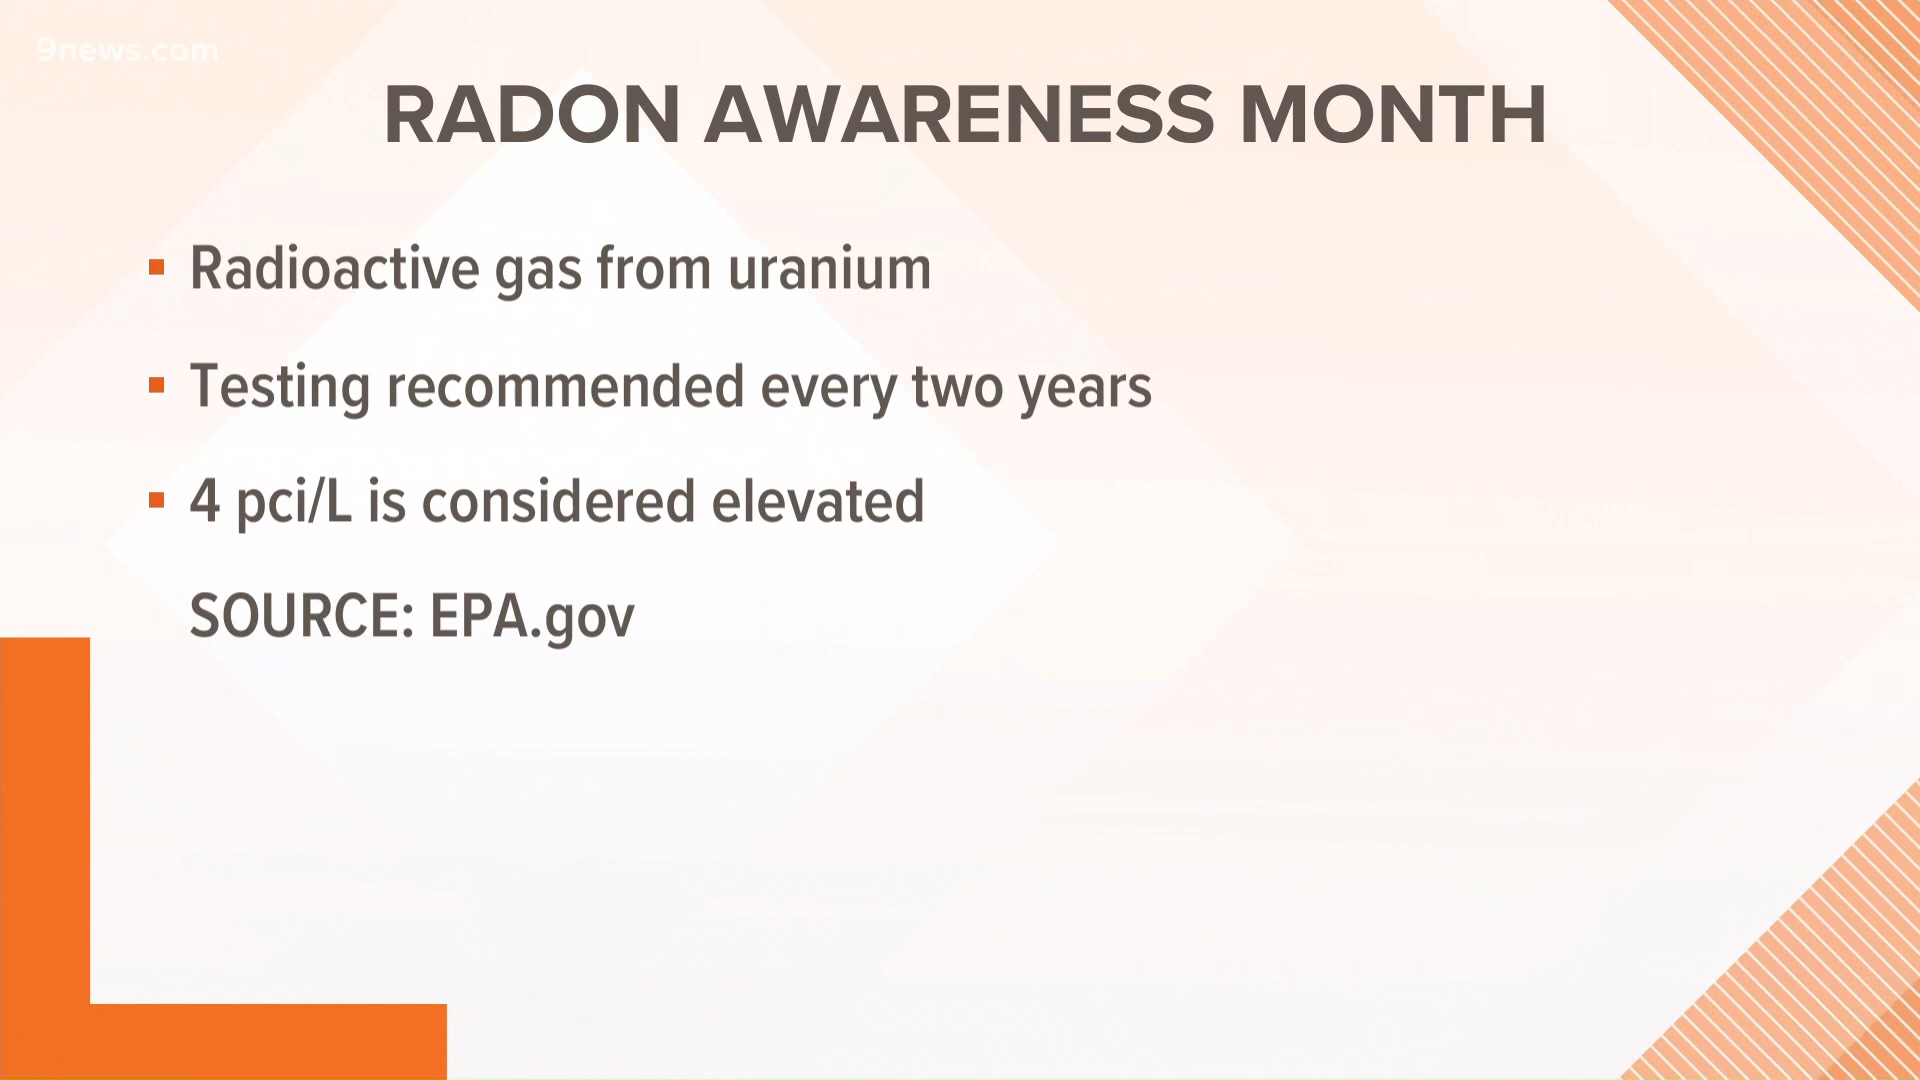 9news.com
RADON AWARENESS MONTH
▪ Radioactive gas from uranium
▪ Testing recommended every two years
▪ 4 pci/L is considered elevated
SOURCE: EPA.gov